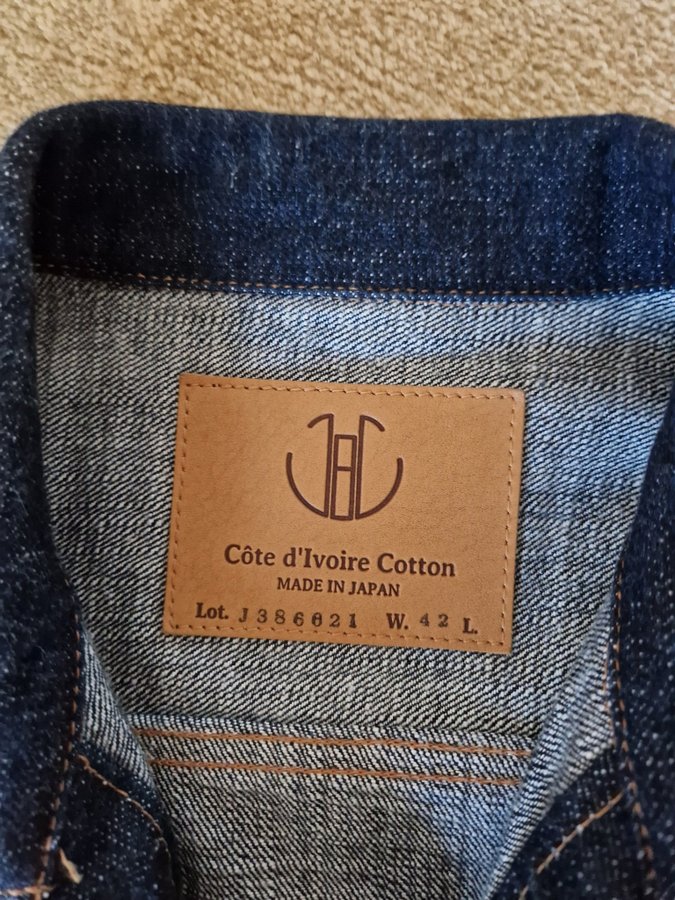 Côte d'Ivoire Cotton
MADE IN JAPAN
Lot. J386021 W. 42 L.